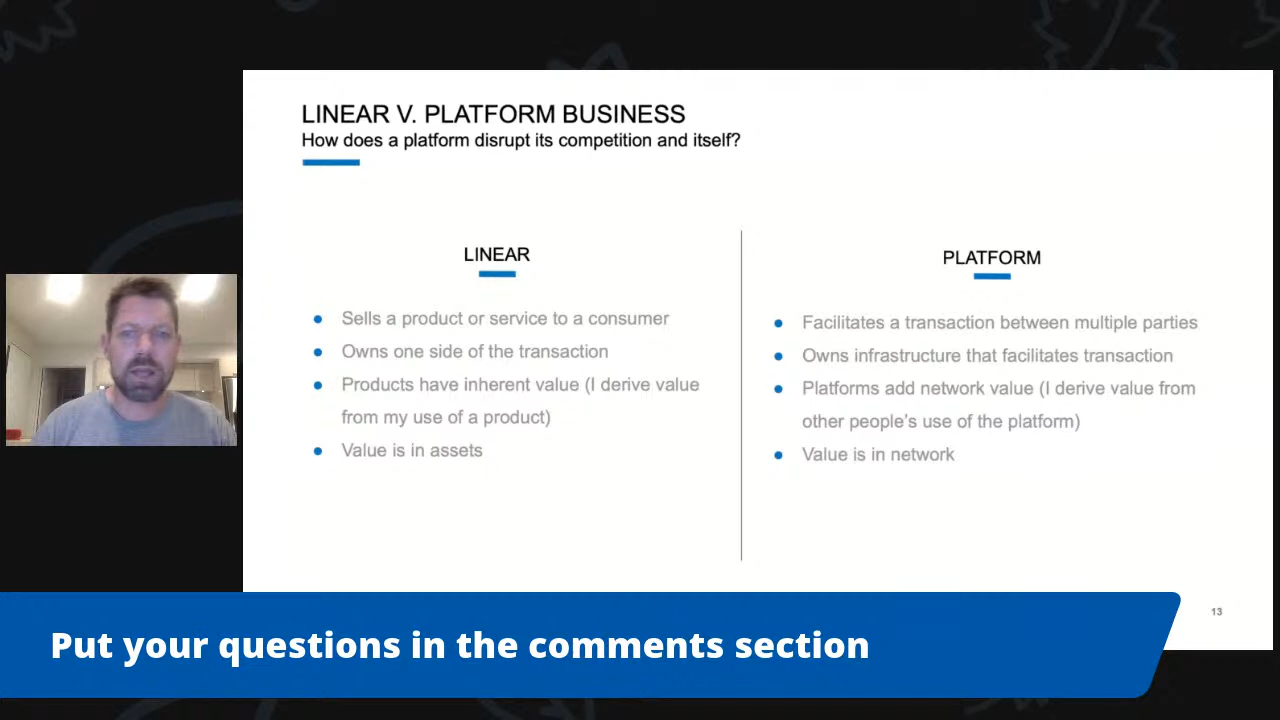 LINEAR V. PLATFORM BUSINESS
How does a platform disrupt its competition and itself?
LINEAR
Sells a product or service to a consumer
Owns one side of the transaction
Products have inherent value (I derive value
from my use of a product)
Value is in assets
PLATFORM
Facilitates a transaction between multiple parties
Owns infrastructure that facilitates transaction
Platforms add network value (I derive value from
other people’s use of the platform)
Value is in network
13
Put your questions in the comments section